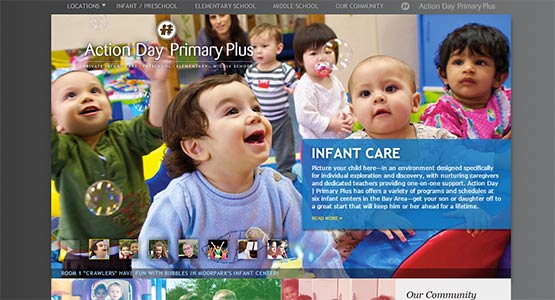 LOCATIONS INFANT / PRESCHOOL ELEMENTARY SCHOOL MIDDLE SCHOOL OUR COMMUNITY Action Day Primary Plus
Action Day Primary Plus
PRIVATE INFANT CARE PRESCHOOL ELEMENTARY MIDDLE SCHOOL
INFANT CARE
Picture your child here—in an environment designed specifically
for individual exploration and discovery, with nurturing caregivers
and dedicated teachers providing one-on-one support. Action Day
| Primary Plus has offers a variety of programs and schedules at
six infant centers in the Bay Area—get your son or daughter off to
a great start that will keep him or her ahead for a lifetime.
READ MORE »
ROOM 1 "CRAWLERS" HAVE FUN WITH BUBBLES IN MOORPARK'S INFANT CENTER!
Our Community